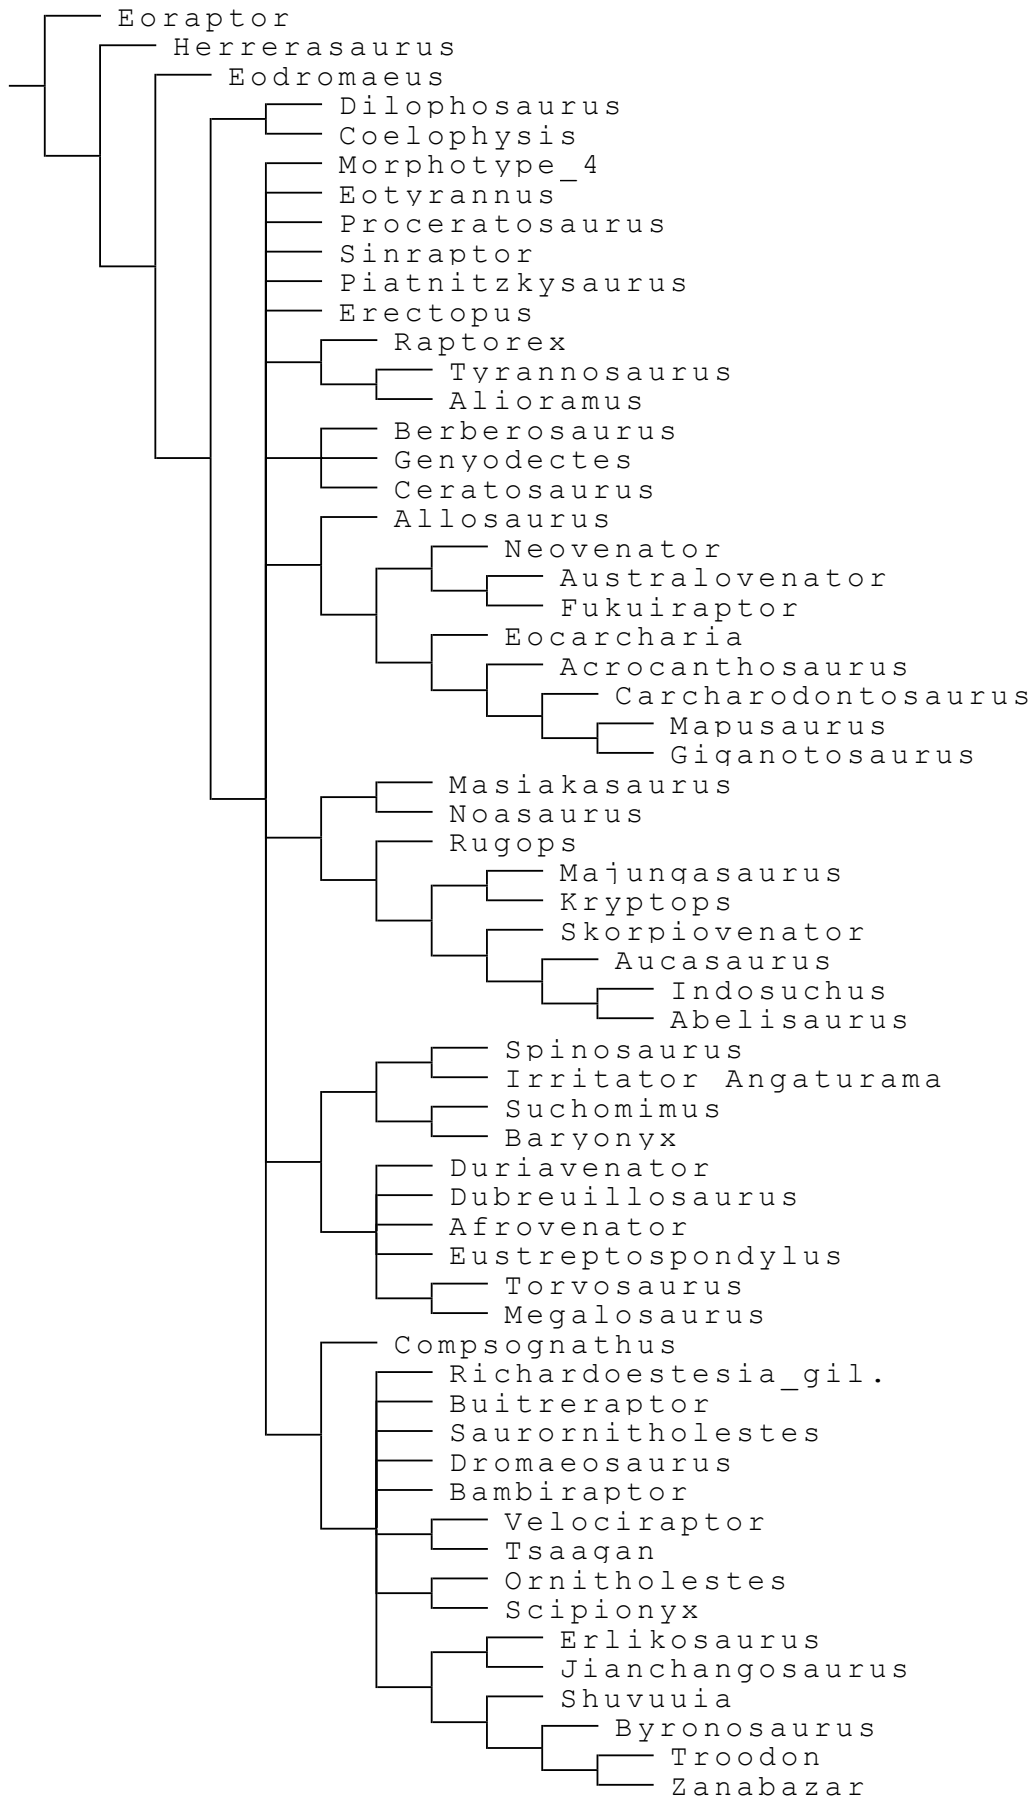 Eoraptor
Herrerasaurus
Eodromaeus
Dilophosaurus
Coelophysis
Morphotype_4
Eotyrannus
Proceratosaurus
Sinraptor
Piatnitzkysaurus
Erectopus
Raptorex
Tyrannosaurus
Alioramus
Berberosaurus
Genyodectes
Ceratosaurus
Allosaurus
Neovenator
Australovenator
Fukuiraptor
Eocarcharia
Acrocanthosaurus
Carcharodontosaurus
Mapusaurus
Giganotosaurus
Masiakasaurus
Noasaurus
Rugops
Majungasaurus
Kryptops
Skorpiovenator
Aucasaurus
Indosuchus
Abelisaurus
Spinosaurus
Irritator Angaturama
Suchomimus
Baryonyx
Duriavenator
Dubreuillosaurus
Afrovenator
Eustreptospondylus
Torvosaurus
Megalosaurus
Compsognathus
Richardoestesia_gil.
Buitreraptor
Saurornitholestes
Dromaeosaurus
Bambiraptor
Velociraptor
Tsaagan
Ornitholestes
Scipionyx
Erlikosaurus
Jianchangosaurus
Shuvuuia
Byronosaurus
Troodon
Zanabazar